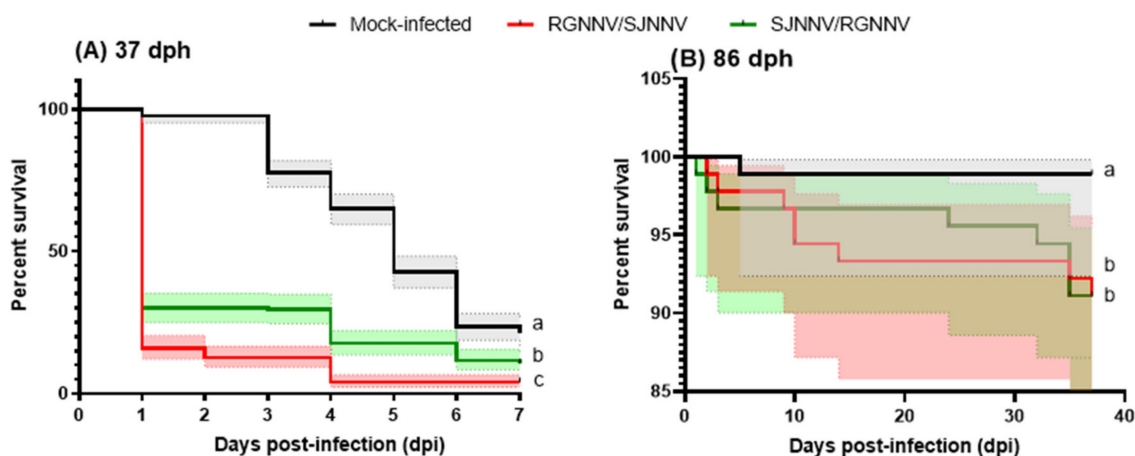 Mock-infected RGNNV/SJNNV SJNNV/RGNNV
(A) 37 dph
100
50
0
Percent survival
0 1 2 3 4 5 6 7
Days post-infection (dpi)
a
b
c
(B) 86 dph
105
100
95
90
85
Percent survival
0 10 20 30 40
Days post-infection (dpi)
a
b
b